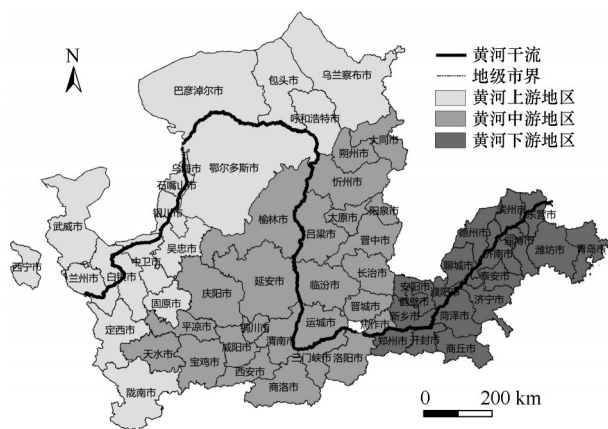 N
黄河干流
地级市界
黄河上游地区
黄河中游地区
黄河下游地区
乌兰察布市
包头市
巴彦淖尔市
呼和浩特市
大同市
朔州市
乌海市
鄂尔多斯市
石嘴山市
忻州市
滨州市
东营市
银川市
榆林市
太原市
阳泉市
德州市
淄博市
武威市
吕梁市
济南市
潍坊市
青岛市
吴忠市
晋中市
聊城市
泰安市
西宁市
中卫市
兰州市
白银市
延安市
临汾市
长治市
安阳市
濮阳市
济宁市
固原市
庆阳市
鹤壁市
晋城市
新乡市
菏泽市
定西市
平凉市
铜川市
运城市
焦作市
天水市
咸阳市
渭南市
郑州市
开封市
宝鸡市
西安市
三门峡市
洛阳市
商丘市
陇南市
商洛市
0
200 km